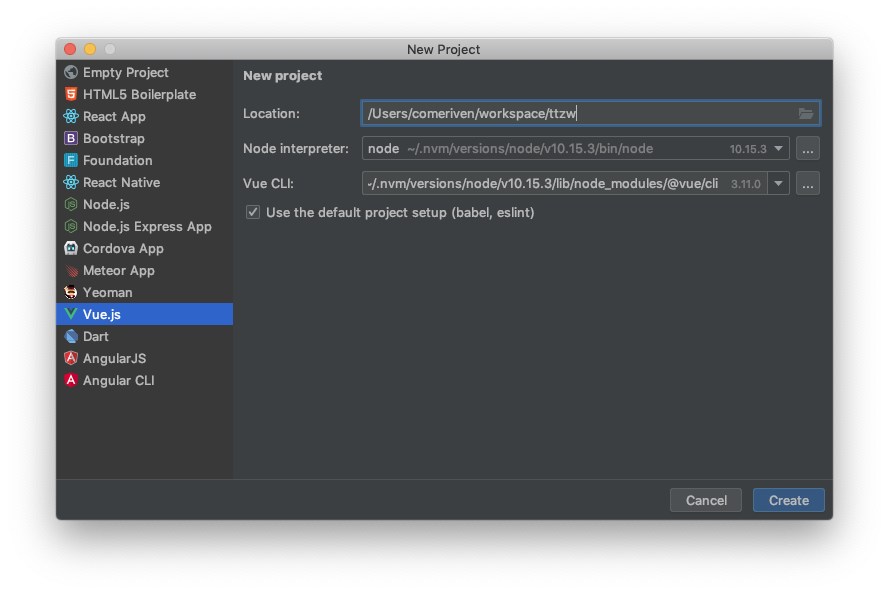 New Project
Empty Project
HTML5 Boilerplate
React App
Bootstrap
Foundation
React Native
Node.js
Node.js Express App
Cordova App
Meteor App
Yeoman
Vue.js
Dart
AngularJS
Angular CLI
New project
Location: /Users/comeriven/workspace/ttzw
Node interpreter: node ~/.nvm/versions/node/v10.15.3/bin/node 10.15.3 ...
Vue CLI: ~/.nvm/versions/node/v10.15.3/lib/node_modules/@vue/cli 3.11.0 ...
Use the default project setup (babel, eslint)
Cancel Create